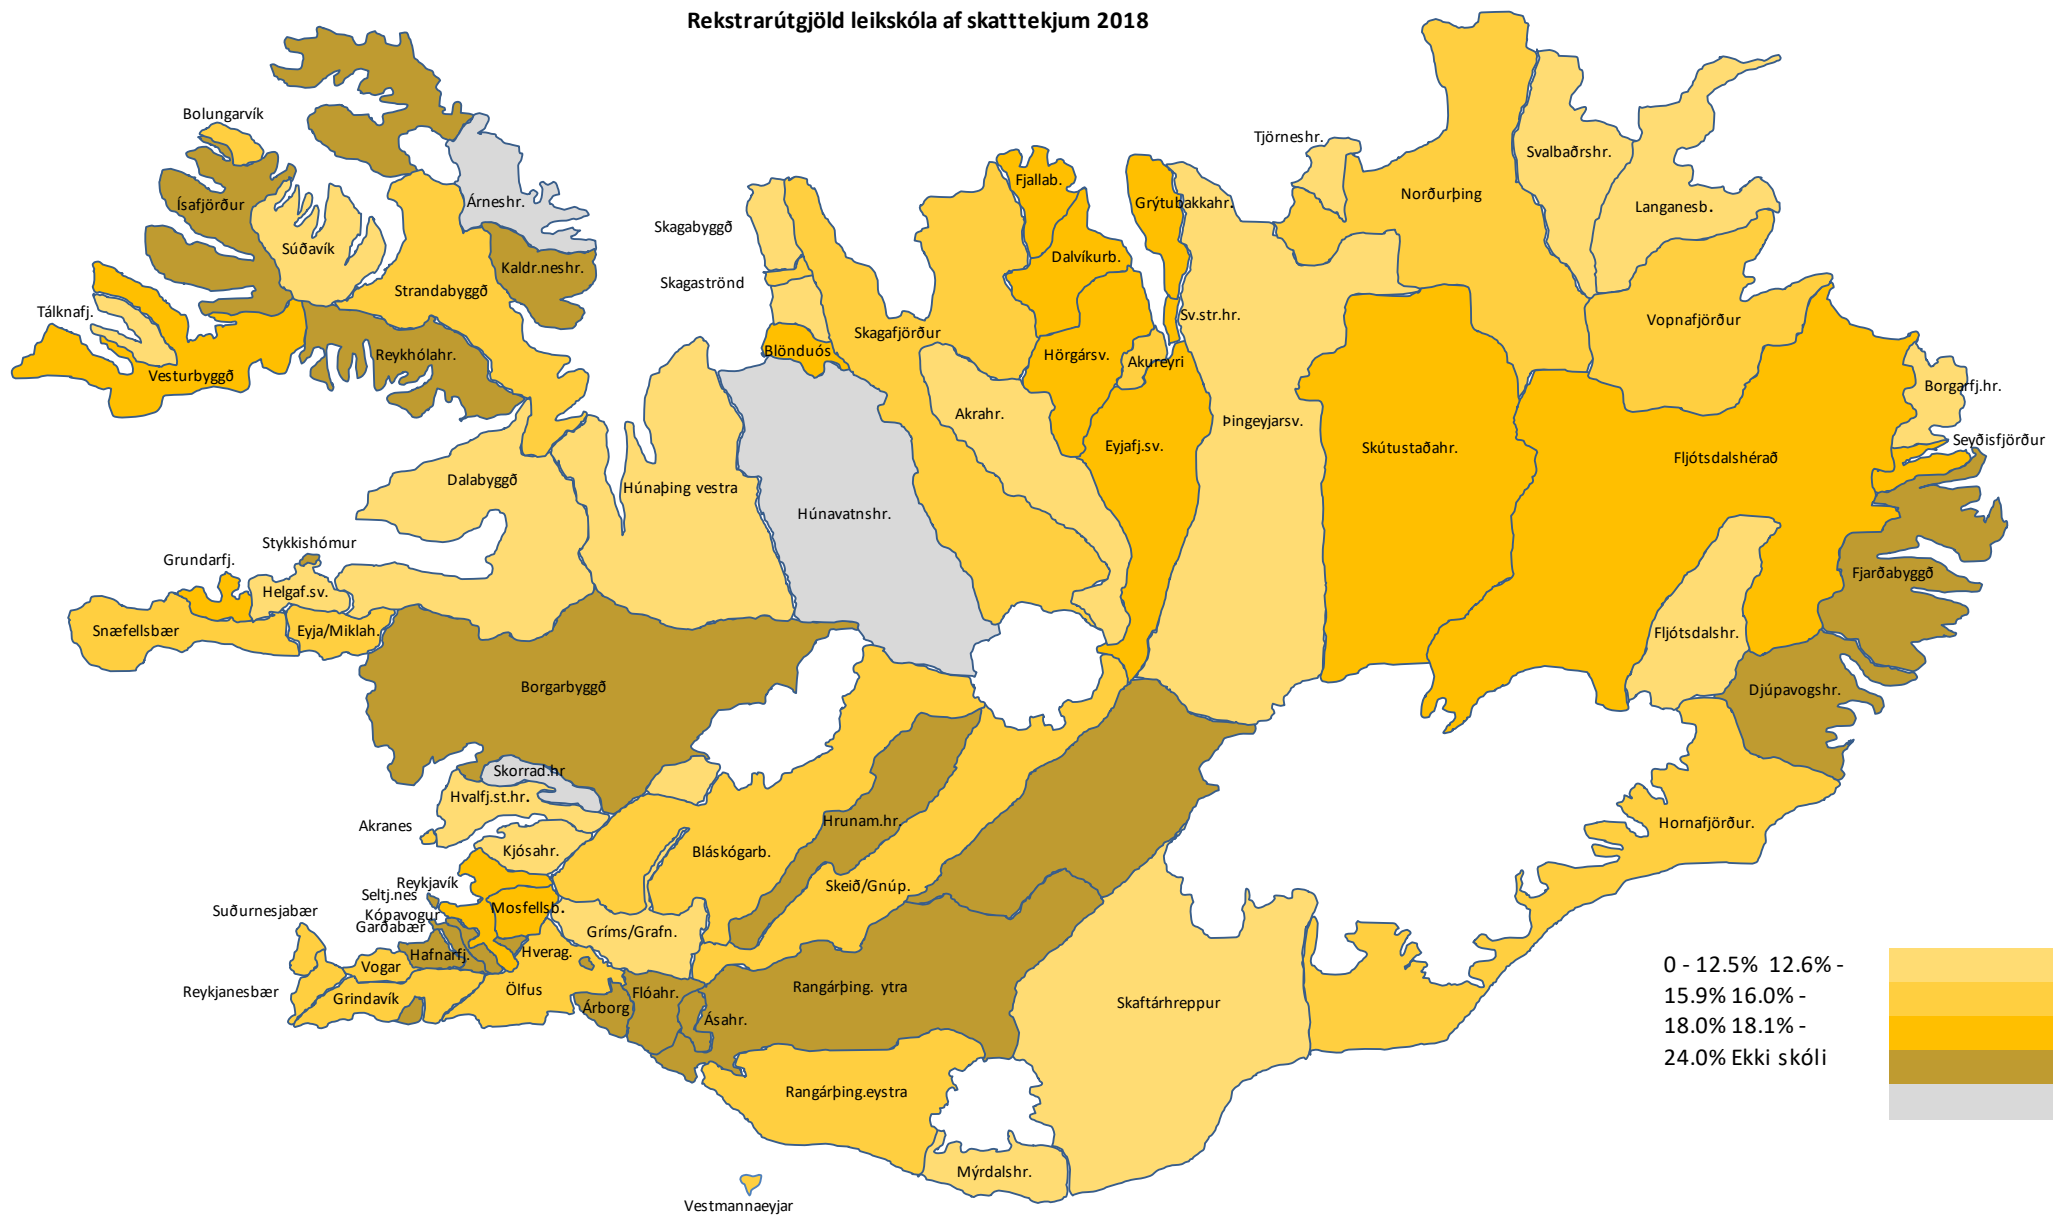 Rekstrarútgjöld leikskóla af skatttekjum 2018
Bolungarvík
Tjörneshr.
Svalbaðrshr.
Fjallab.
Norðurþing
Ísafjörður
Árneshr.
Grýtubakkahr.
Langanesb.
Skagabyggð
Súðavík
Dalvíkurb.
Kaldr.neshr.
Skagaströnd
Strandabyggð
Tálknafj.
Sv.str.hr.
Vopnafjörður
Skagafjörður
Blönduós
Hörgársv.
Reykhólahr.
Akureyri
Vesturbyggð
Borgarfj.hr.
Akrahr.
Þingeyjarsv.
Seyðisfjörður
Eyjafj.sv.
Skútustaðahr.
Fljótsdalshérað
Dalabyggð
Húnaþing vestra
Húnavatnshr.
Stykkishómur
Grundarfj.
Fjarðabyggð
Helgaf.sv.
Snæfellsbær
Eyja/Miklah.
Fljótsdalshr.
Borgarbyggð
Djúpavogshr.
Skorrad.hr
Hvalfj.st.hr.
Akranes
Hrunam.hr.
Hornafjörður.
Kjósahr.
Bláskógarb.
Reykjavík
Skeið/Gnúp.
Seltj.nes
Mosfellsb.
Suðurnesjabær
Kópavogur
Garðabær
Gríms/Grafn.
Hafnarfj.
Hverag.
Vogar
0 - 12.5% 12.6% -
Reykjanesbær
Grindavík
Ölfus
Flóahr.
Rangárþing. ytra
15.9% 16.0% -
Árborg
Skaftárhreppur
Ásahr.
18.0% 18.1% -
24.0% Ekki skóli
Rangárþing.eystra
Mýrdalshr.
Vestmannaeyjar